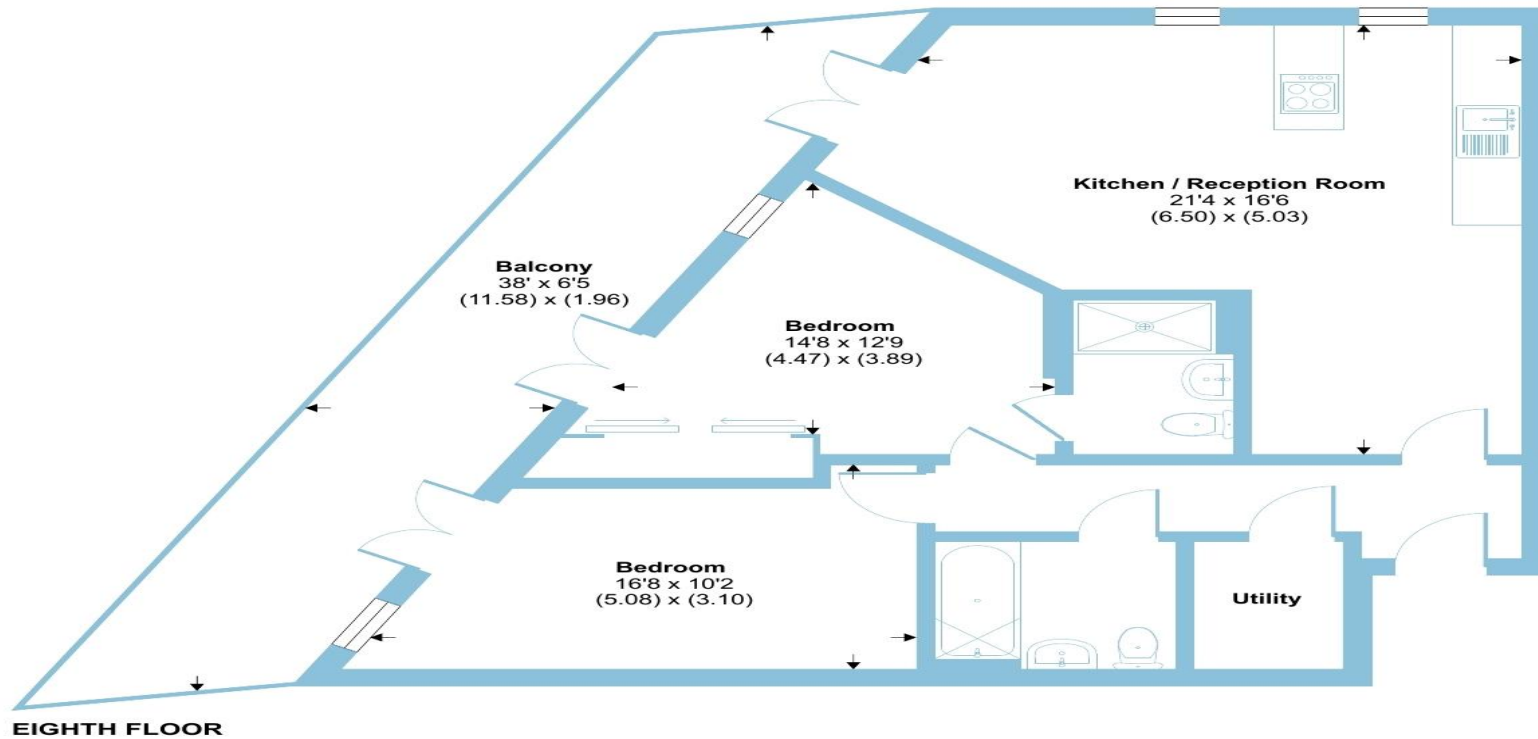 Kitchen / Reception Room
21'4 x 16'6
(6.50) x (5.03)
Balcony
38' x 6'5
(11.58) x (1.96)
Bedroom
14'8 x 12'9
(4.47) x (3.89)
Bedroom
16'8 x 10'2
(5.08) x (3.10)
Utility
EIGHTH FLOOR